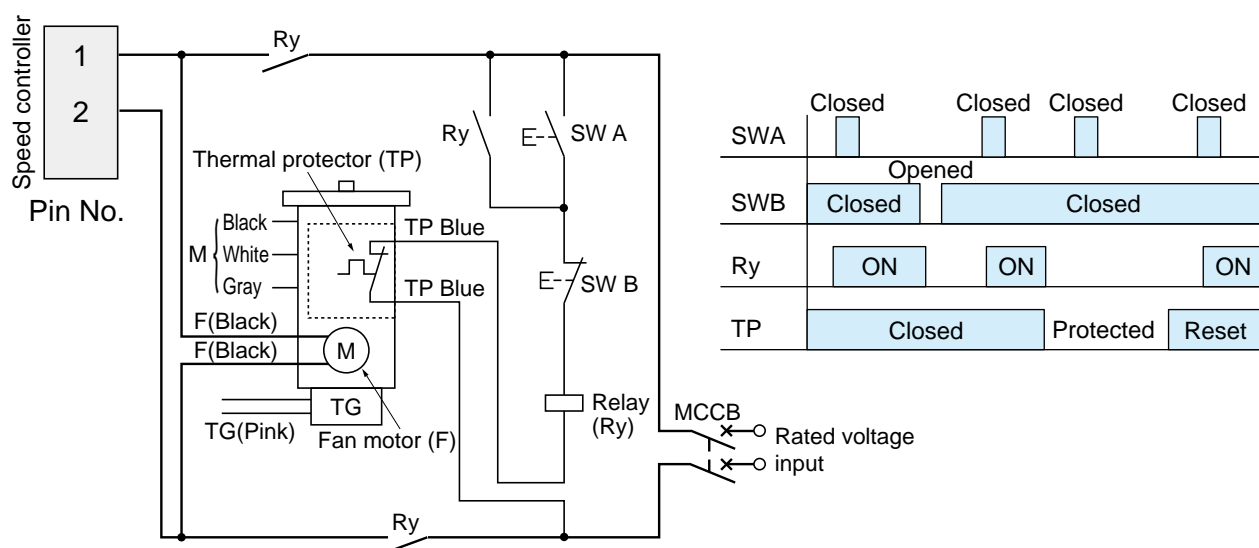 Speed controller
1
2
Pin No.
Ry
Ry
SW A
Thermal protector (TP)
M
Black
White
Gray
TP Blue
TP Blue
SW B
F(Black)
F(Black)
M
TG
TG(Pink)
Fan motor (F)
Relay
(Ry)
MCCB
Rated voltage
input
Ry
Closed
Closed
Closed
Closed
SWA
Opened
SWB
Closed
Closed
Ry
ON
ON
ON
TP
Closed
Protected
Reset